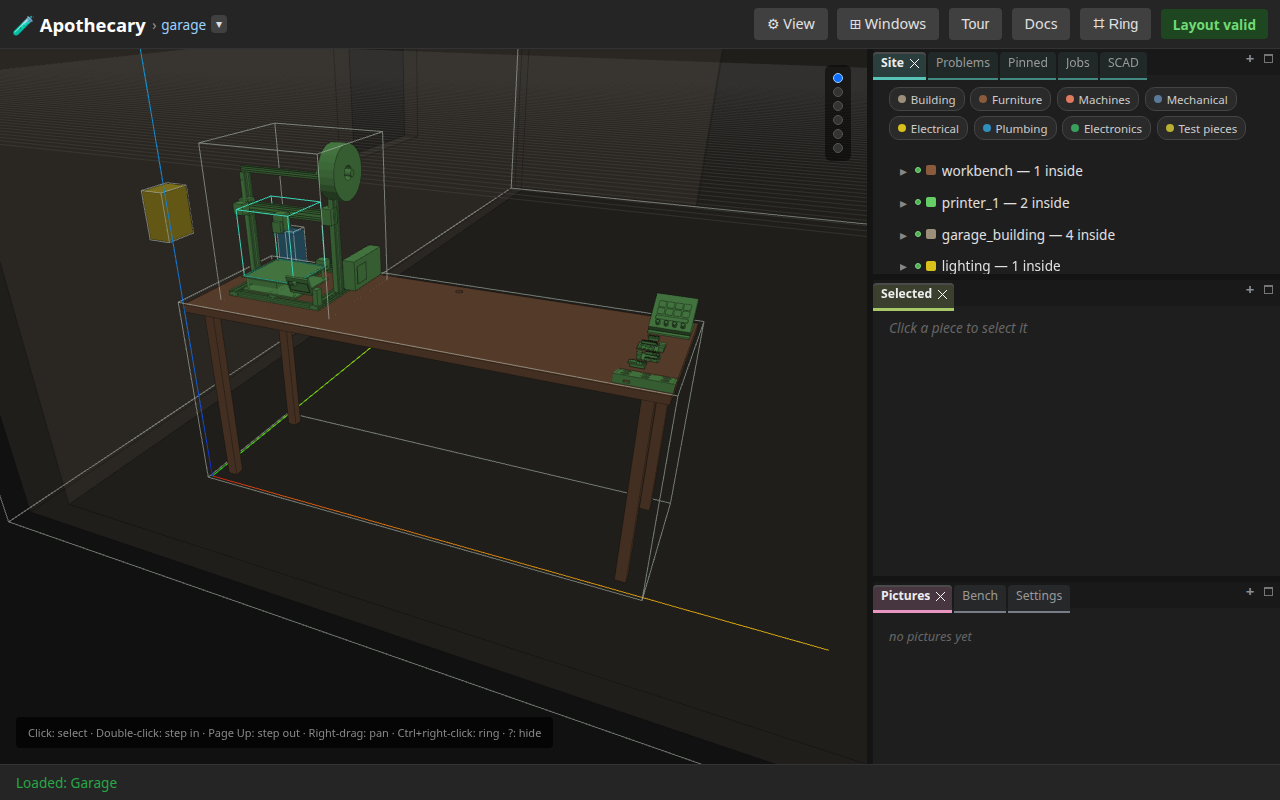 Apothecary › garage ▾
⚙ View
⊞ Windows
Tour
Docs
⌗ Ring
Layout valid
Site
Problems
Pinned
Jobs
SCAD
Building
Furniture
Machines
Mechanical
Electrical
Plumbing
Electronics
Test pieces
workbench — 1 inside
printer_1 — 2 inside
garage_building — 4 inside
lighting — 1 inside
Selected
Click a piece to select it
Pictures
Bench
Settings
no pictures yet
Click: select · Double-click: step in · Page Up: step out · Right-drag: pan · Ctrl+right-click: ring · ?: hide
Loaded: Garage